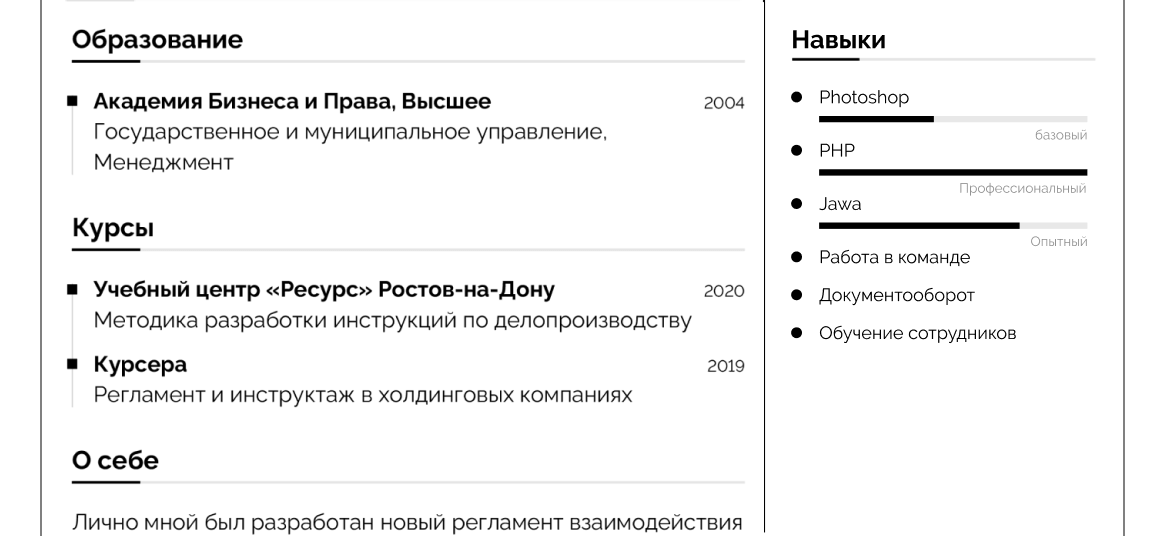 Образование
Академия Бизнеса и Права, Высшее 2004
Государственное и муниципальное управление,
Менеджмент
Курсы
Учебный центр «Ресурс» Ростов-на-Дону 2020
Методика разработки инструкций по делопроизводству
Курсера 2019
Регламент и инструктаж в холдинговых компаниях
О себе
Лично мной был разработан новый регламент взаимодействия
Навыки
Photoshop
базовый
PHP
Профессиональный
Jawa
Опытный
Работа в команде
Документооборот
Обучение сотрудников